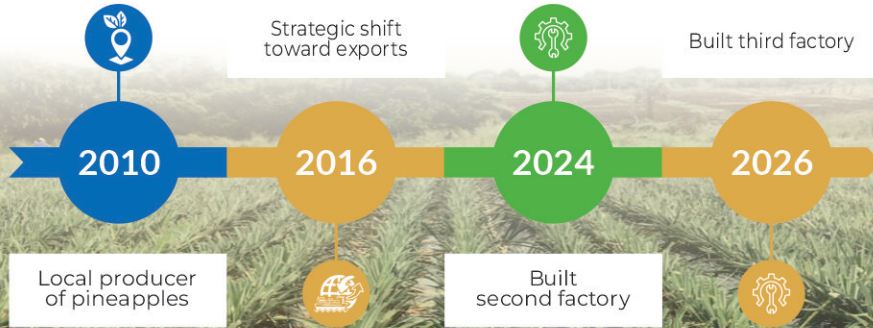 2010
Local producer
of pineapples
Strategic shift
toward exports
2016
2024
Built
second factory
Built third factory
2026